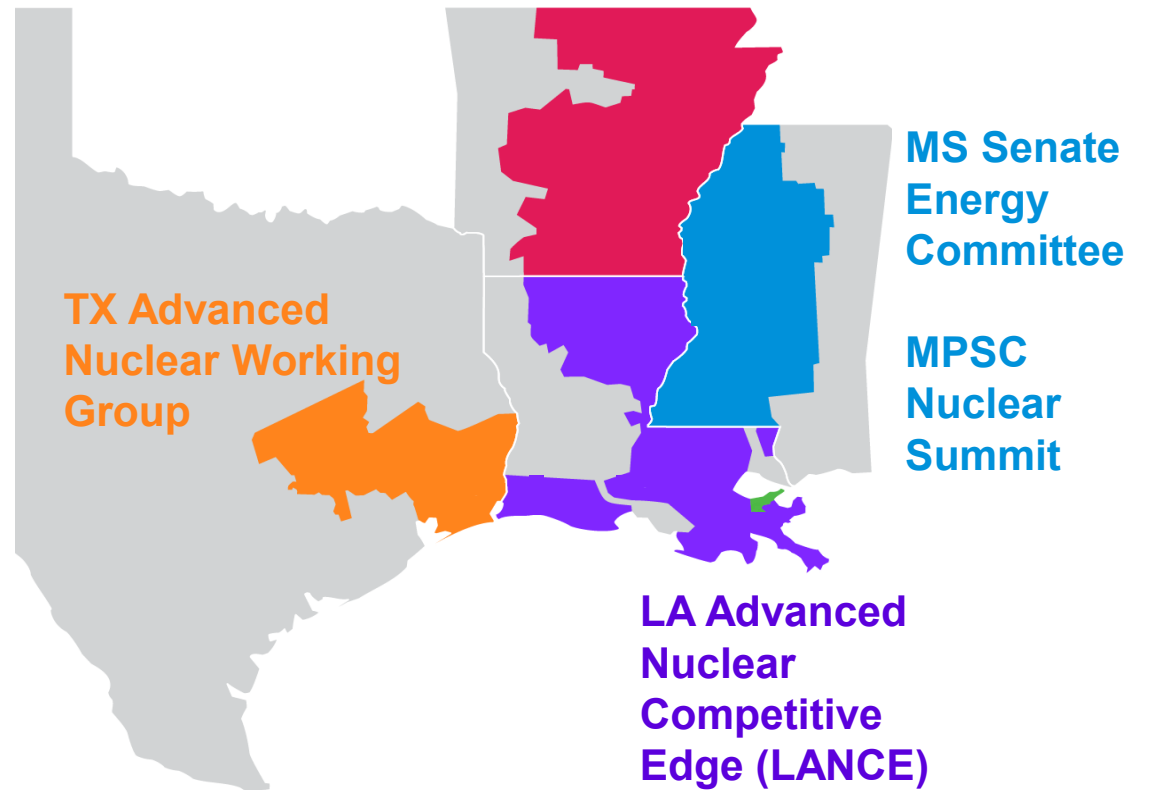 MS Senate
Energy
Committee
MPSC
Nuclear
Summit
TX Advanced
Nuclear Working
Group
LA Advanced
Nuclear
Competitive
Edge (LANCE)